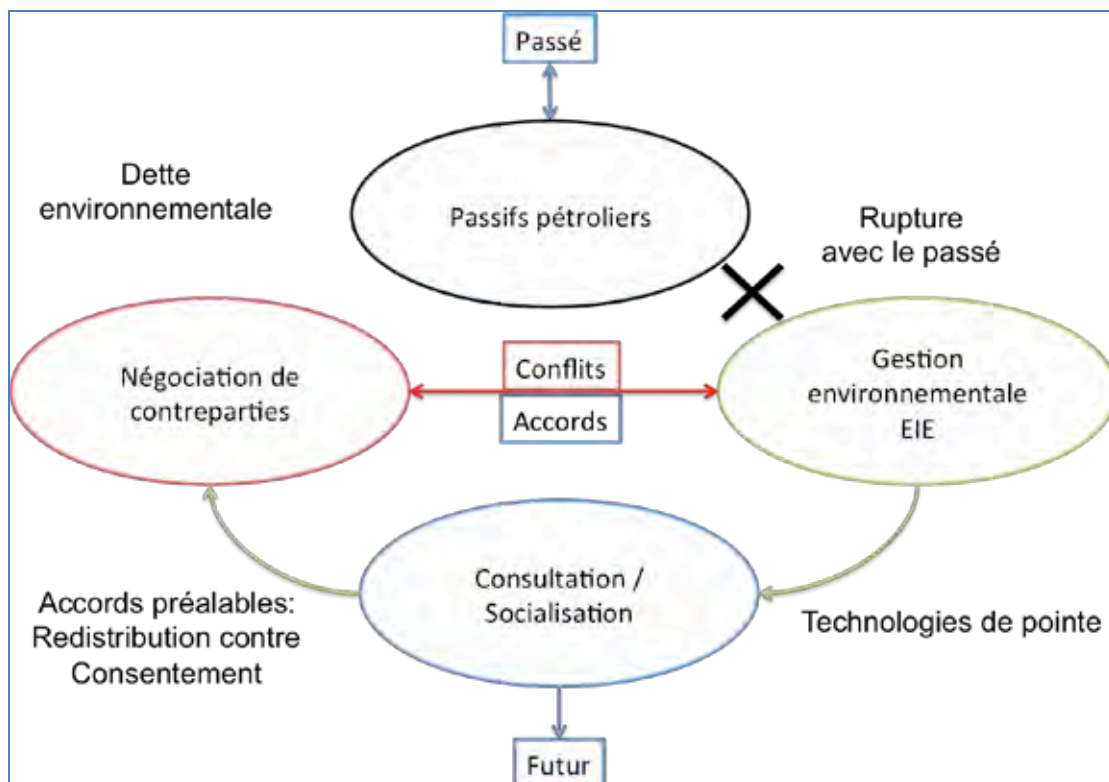 Passé
Dette
environnementale
Passifs pétroliers
Rupture
avec le passé
Négociation de
contreparties
Conflits
Accords
Gestion
environnementale
EIE
Consultation /
Socialisation
Accords préalables:
Redistribution contre
Consentement
Technologies de pointe
Futur